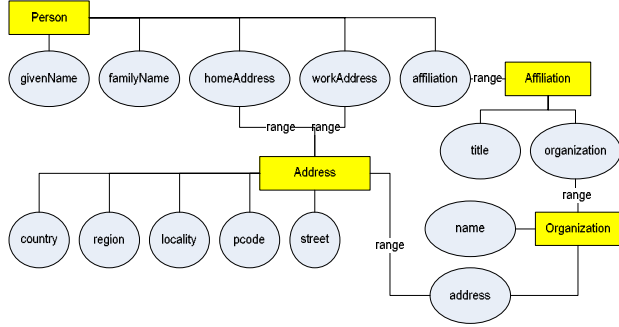 Person
givenName
familyName
homeAddress
workAddress
affiliation
range
Affiliation
range
range
title
organization
Address
range
country
region
locality
pcode
street
range
name
Organization
address